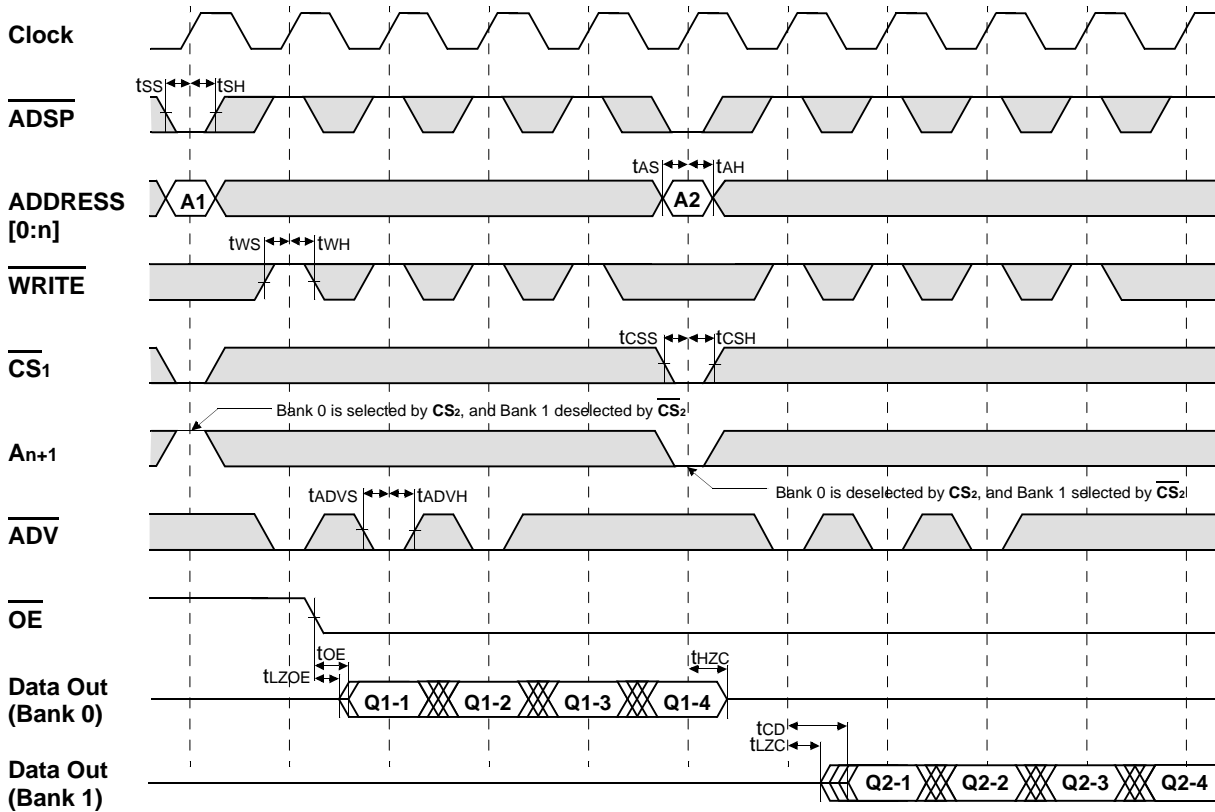 Clock
tSS tSH
ADSP
tAS tAH
ADDRESS
[0:n]
A1 A2
tWS tWH
WRITE
tCSS tCSH
CS1
Bank 0 is selected by CS2, and Bank 1 deselected by CS2
An+1
Bank 0 is deselected by CS2, and Bank 1 selected by CS2
tADVS tADVH
ADV
OE
tOE
tLZOE
tHZC
Data Out
(Bank 0)
Q1-1 Q1-2 Q1-3 Q1-4
tCD
tLZC
Data Out
(Bank 1)
Q2-1 Q2-2 Q2-3 Q2-4